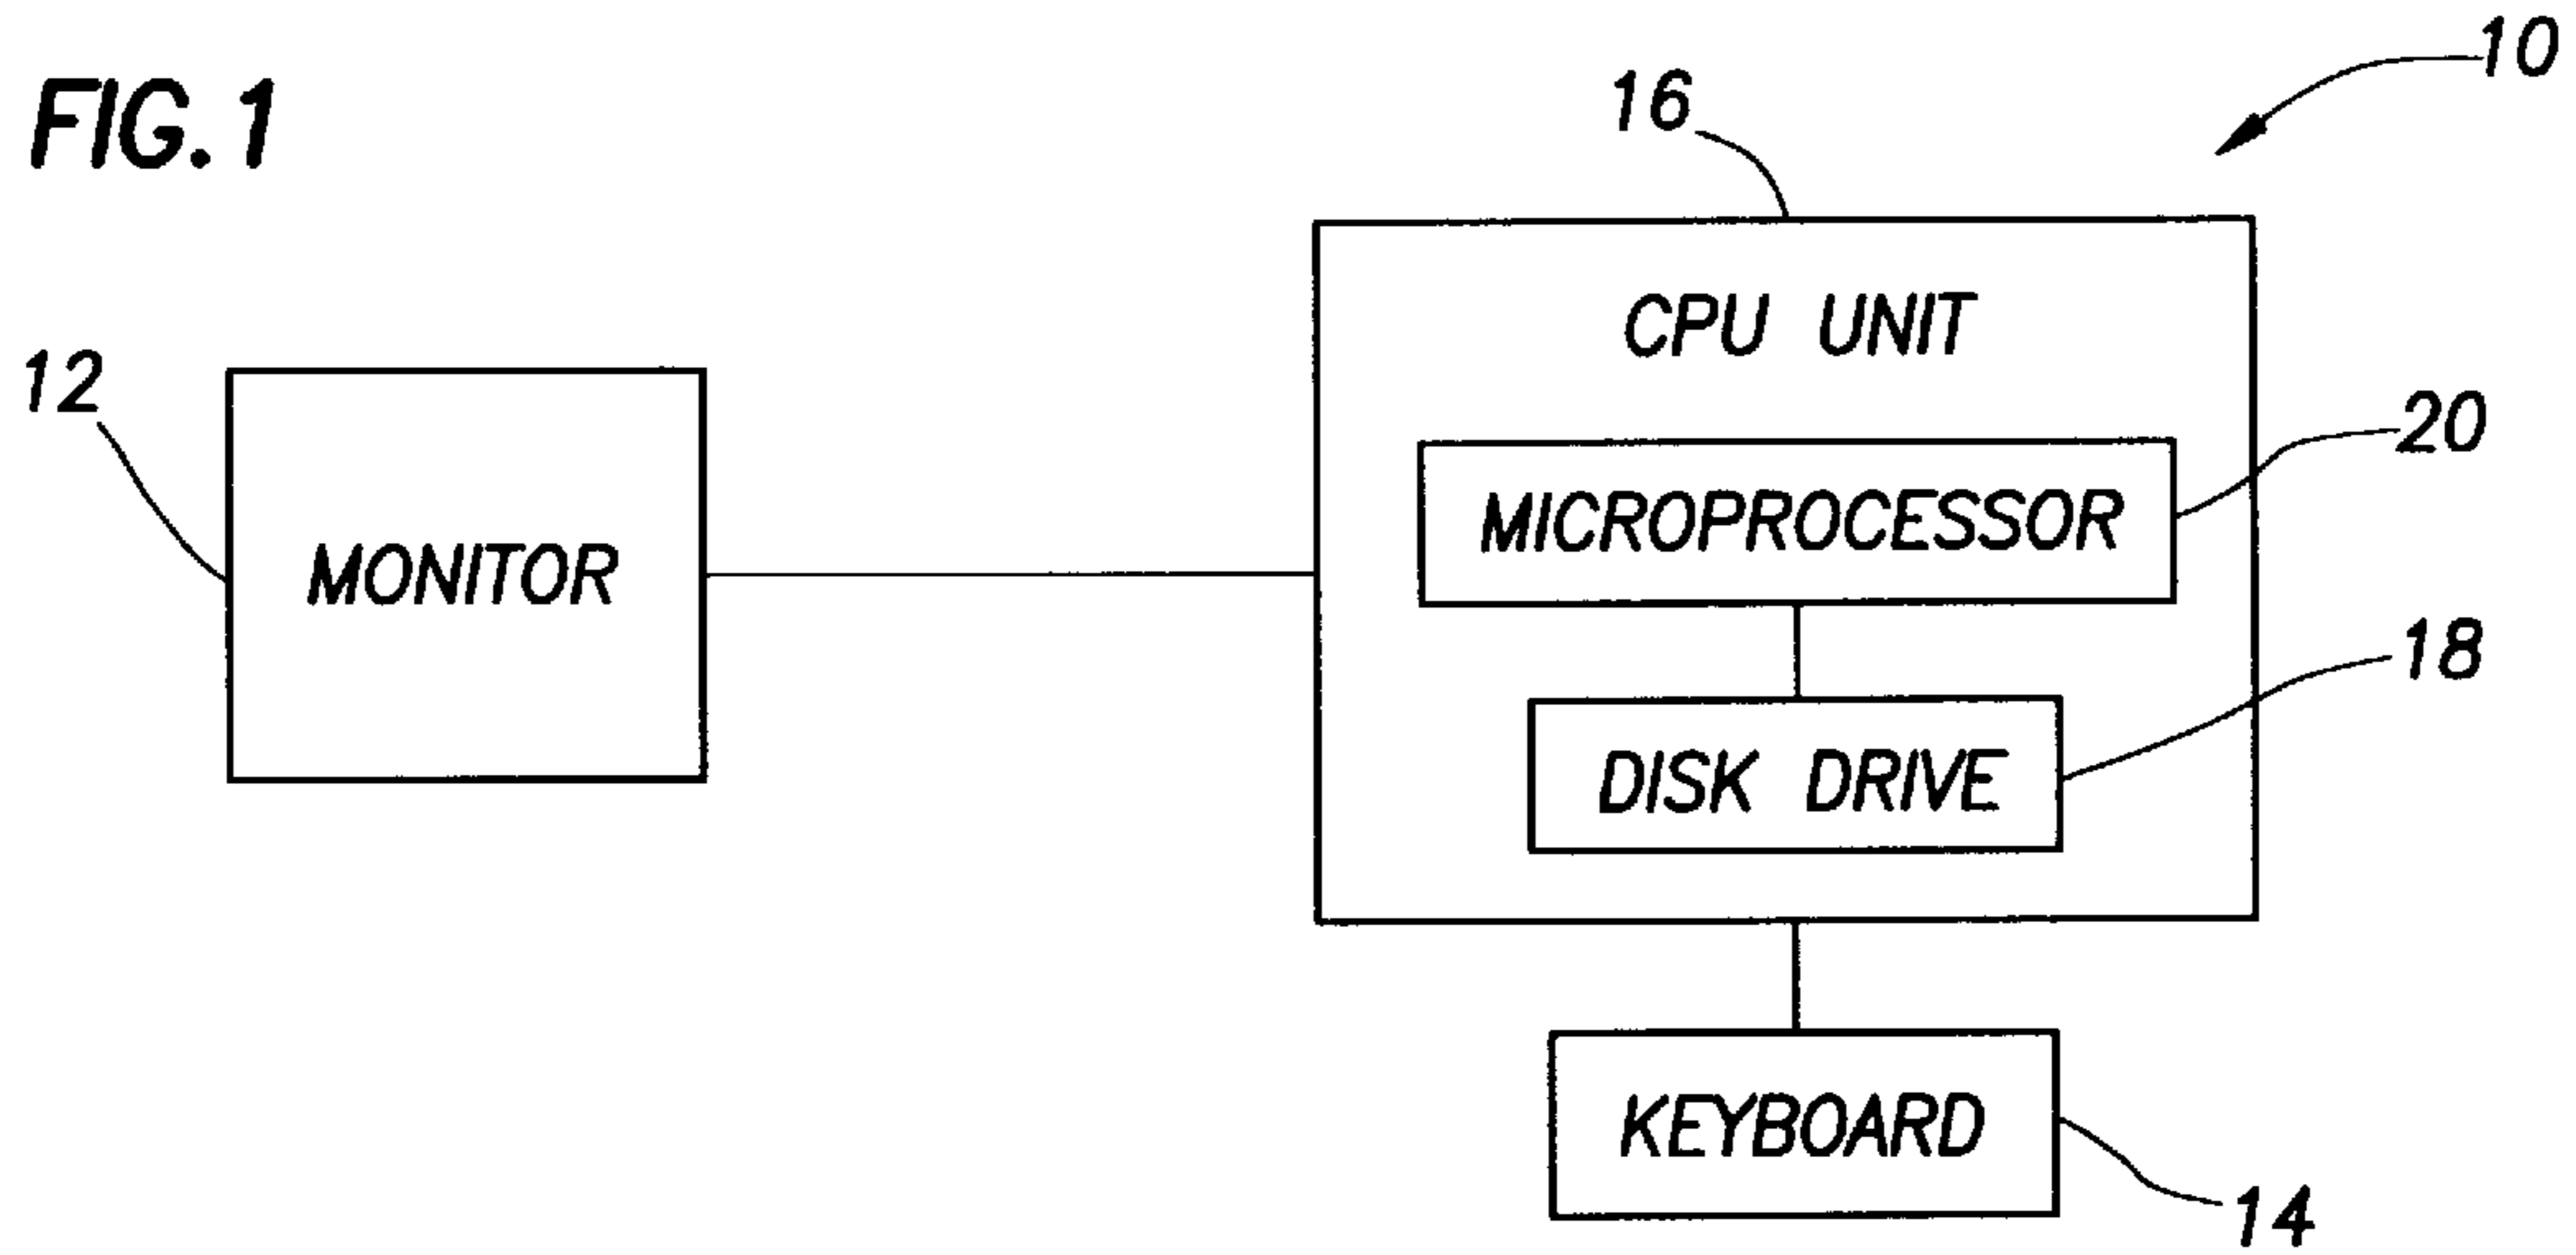 FIG. 1
10
16
CPU UNIT
12
20
MICROPROCESSOR
MONITOR
18
DISK DRIVE
KEYBOARD
14